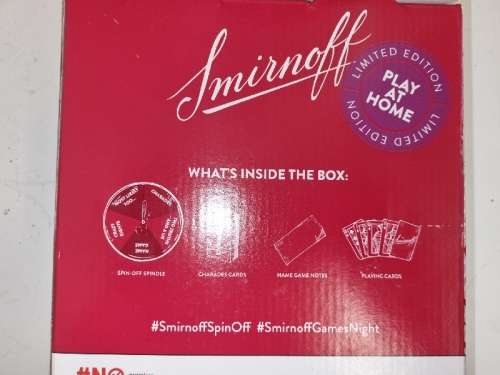 Smirnoff
LIMITED EDITION
PLAY
AT
HOME
LIMITED EDITION
WHAT'S INSIDE THE BOX:
SPIN-OFF SPINDLE
CHARADES CARDS
NAME GAME NOTES
PLAYING CARDS
#SmirnoffSpinOff #SmirnoffGamesNight